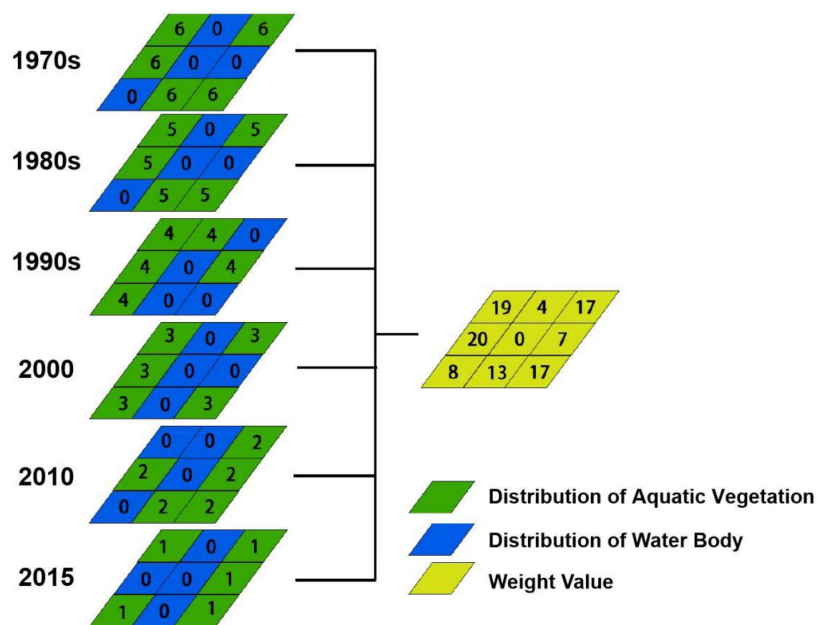 6 0 6
1970s
6 0 0
0 6 6
5 0 5
1980s
5 0 0
0 5 5
4 4 0
1990s
4 0 4
4 0 0
3 0 3
2000
3 0 0
3 0 3
0 0 2
2010
2 0 2
0 2 2
1 0 1
2015
0 0 1
1 0 1
19 4 17
20 0 7
8 13 17
Distribution of Aquatic Vegetation
Distribution of Water Body
Weight Value